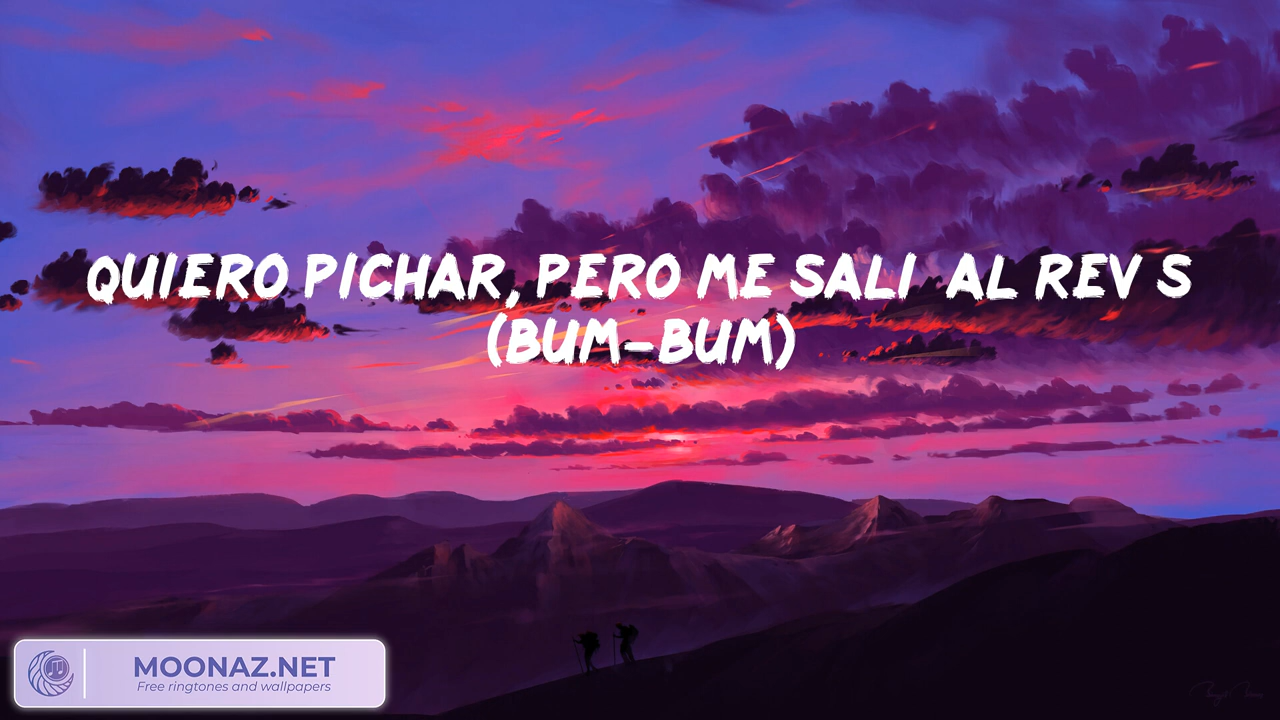 QUIERO PICHAR, PERO ME SALI  AL REV S
(BUM-BUM)
MOONAZ.NET
Free ringtones and wallpapers